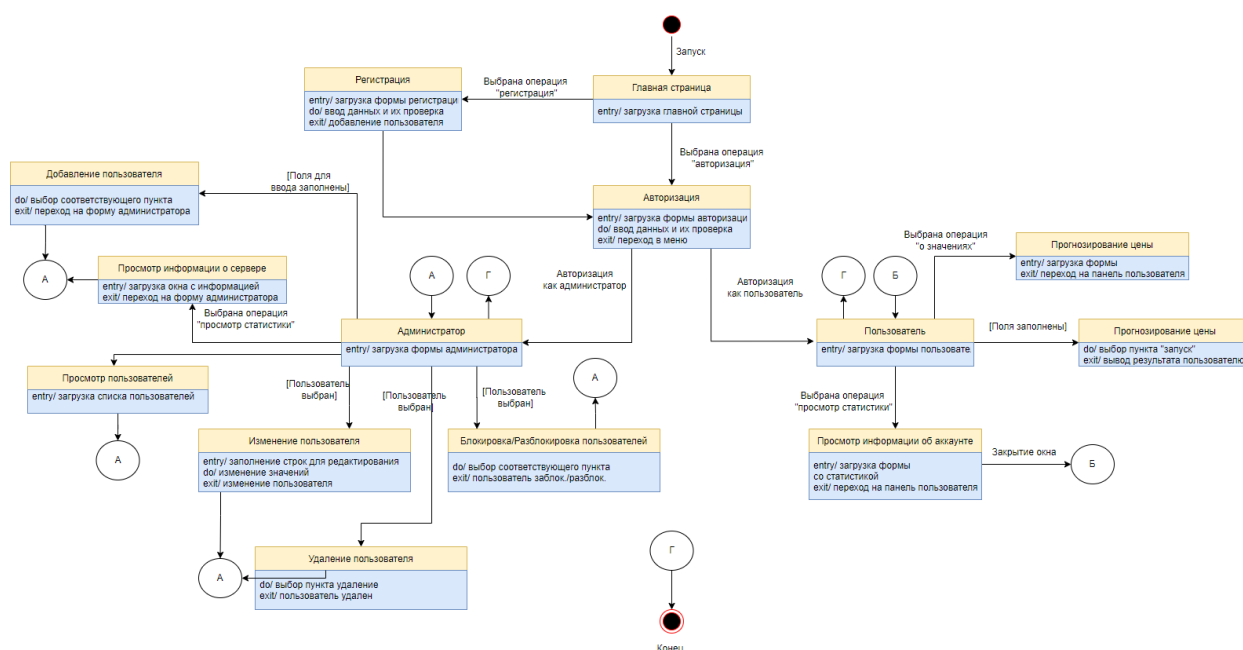 Запуск
Регистрация
entry/ загрузка формы регистраци
do/ ввод данных и их проверка
exit/ добавление пользователя
Выбрана операция
"регистрация"
Главная страница
entry/ загрузка главной страницы
Выбрана операция
"авторизация"
Добавление пользователя
do/ выбор соответствующего пункта
exit/ переход на форму администратора
[Поля для
ввода заполнены]
Авторизация
entry/ загрузка формы авторизаци
do/ ввод данных и их проверка
exit/ переход в меню
Выбрана операция
"о значениях"
Прогнозирование цены
entry/ загрузка формы
exit/ переход на панель пользователя
А
Просмотр информации о сервере
entry/ загрузка окна с информацией
exit/ переход на форму администратора
А
Г
Авторизация
как администратор
Авторизация
как пользователь
Г
Б
Выбрана операция
"просмотр статистики"
Администратор
entry/ загрузка формы администратора
Пользователь
entry/ загрузка формы пользовате
[Поля заполнены]
Прогнозирование цены
do/ выбор пункта "запуск"
exit/ вывод результата пользователю
Просмотр пользователей
entry/ загрузка списка пользователей
[Пользователь
выбран]
[Пользователь
выбран]
[Пользователь
выбран]
А
Выбрана операция
"просмотр статистики"
А
Изменение пользователя
entry/ заполнение строк для редактирования
do/ изменение значений
exit/ изменение пользователя
Блокировка/Разблокировка пользователей
do/ выбор соответствующего пункта
exit/ пользователь заблок./разблок.
Просмотр информации об аккаунте
entry/ загрузка формы
со статистикой
exit/ переход на панель пользователя
Закрытие окна
Б
А
Удаление пользователя
do/ выбор пункта удаление
exit/ пользователь удален
Г
Конец